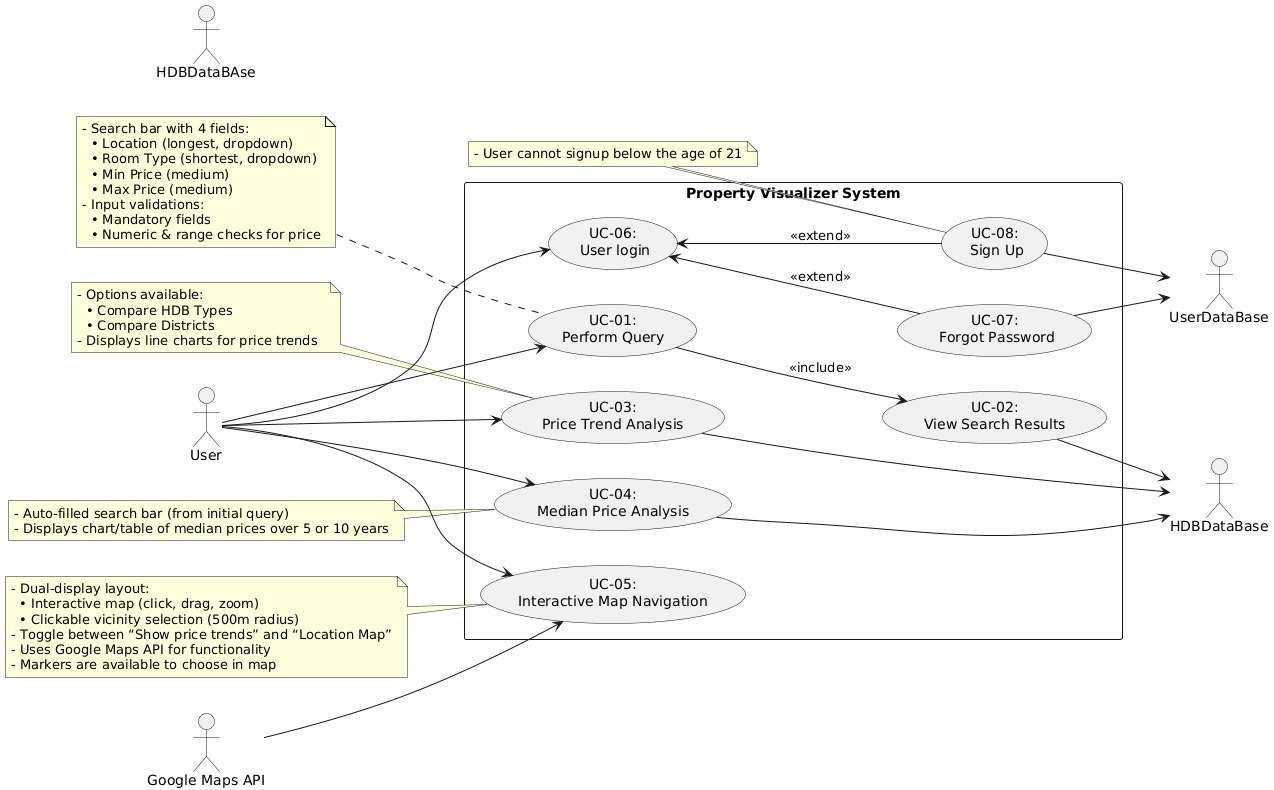 HDBDataBAse
- Search bar with 4 fields:
• Location (longest, dropdown)
• Room Type (shortest, dropdown)
• Min Price (medium)
• Max Price (medium)
- Input validations:
• Mandatory fields
• Numeric & range checks for price
- User cannot signup below the age of 21
Property Visualizer System
UC-06:
User login
«extend»
UC-08:
Sign Up
«extend»
UserDataBase
- Options available:
• Compare HDB Types
• Compare Districts
- Displays line charts for price trends
UC-01:
Perform Query
UC-07:
Forgot Password
«include»
User
UC-03:
Price Trend Analysis
UC-02:
View Search Results
- Auto-filled search bar (from initial query)
- Displays chart/table of median prices over 5 or 10 years
UC-04:
Median Price Analysis
HDBDataBase
- Dual-display layout:
• Interactive map (click, drag, zoom)
• Clickable vicinity selection (500m radius)
- Toggle between “Show price trends” and “Location Map”
- Uses Google Maps API for functionality
- Markers are available to choose in map
UC-05:
Interactive Map Navigation
Google Maps API